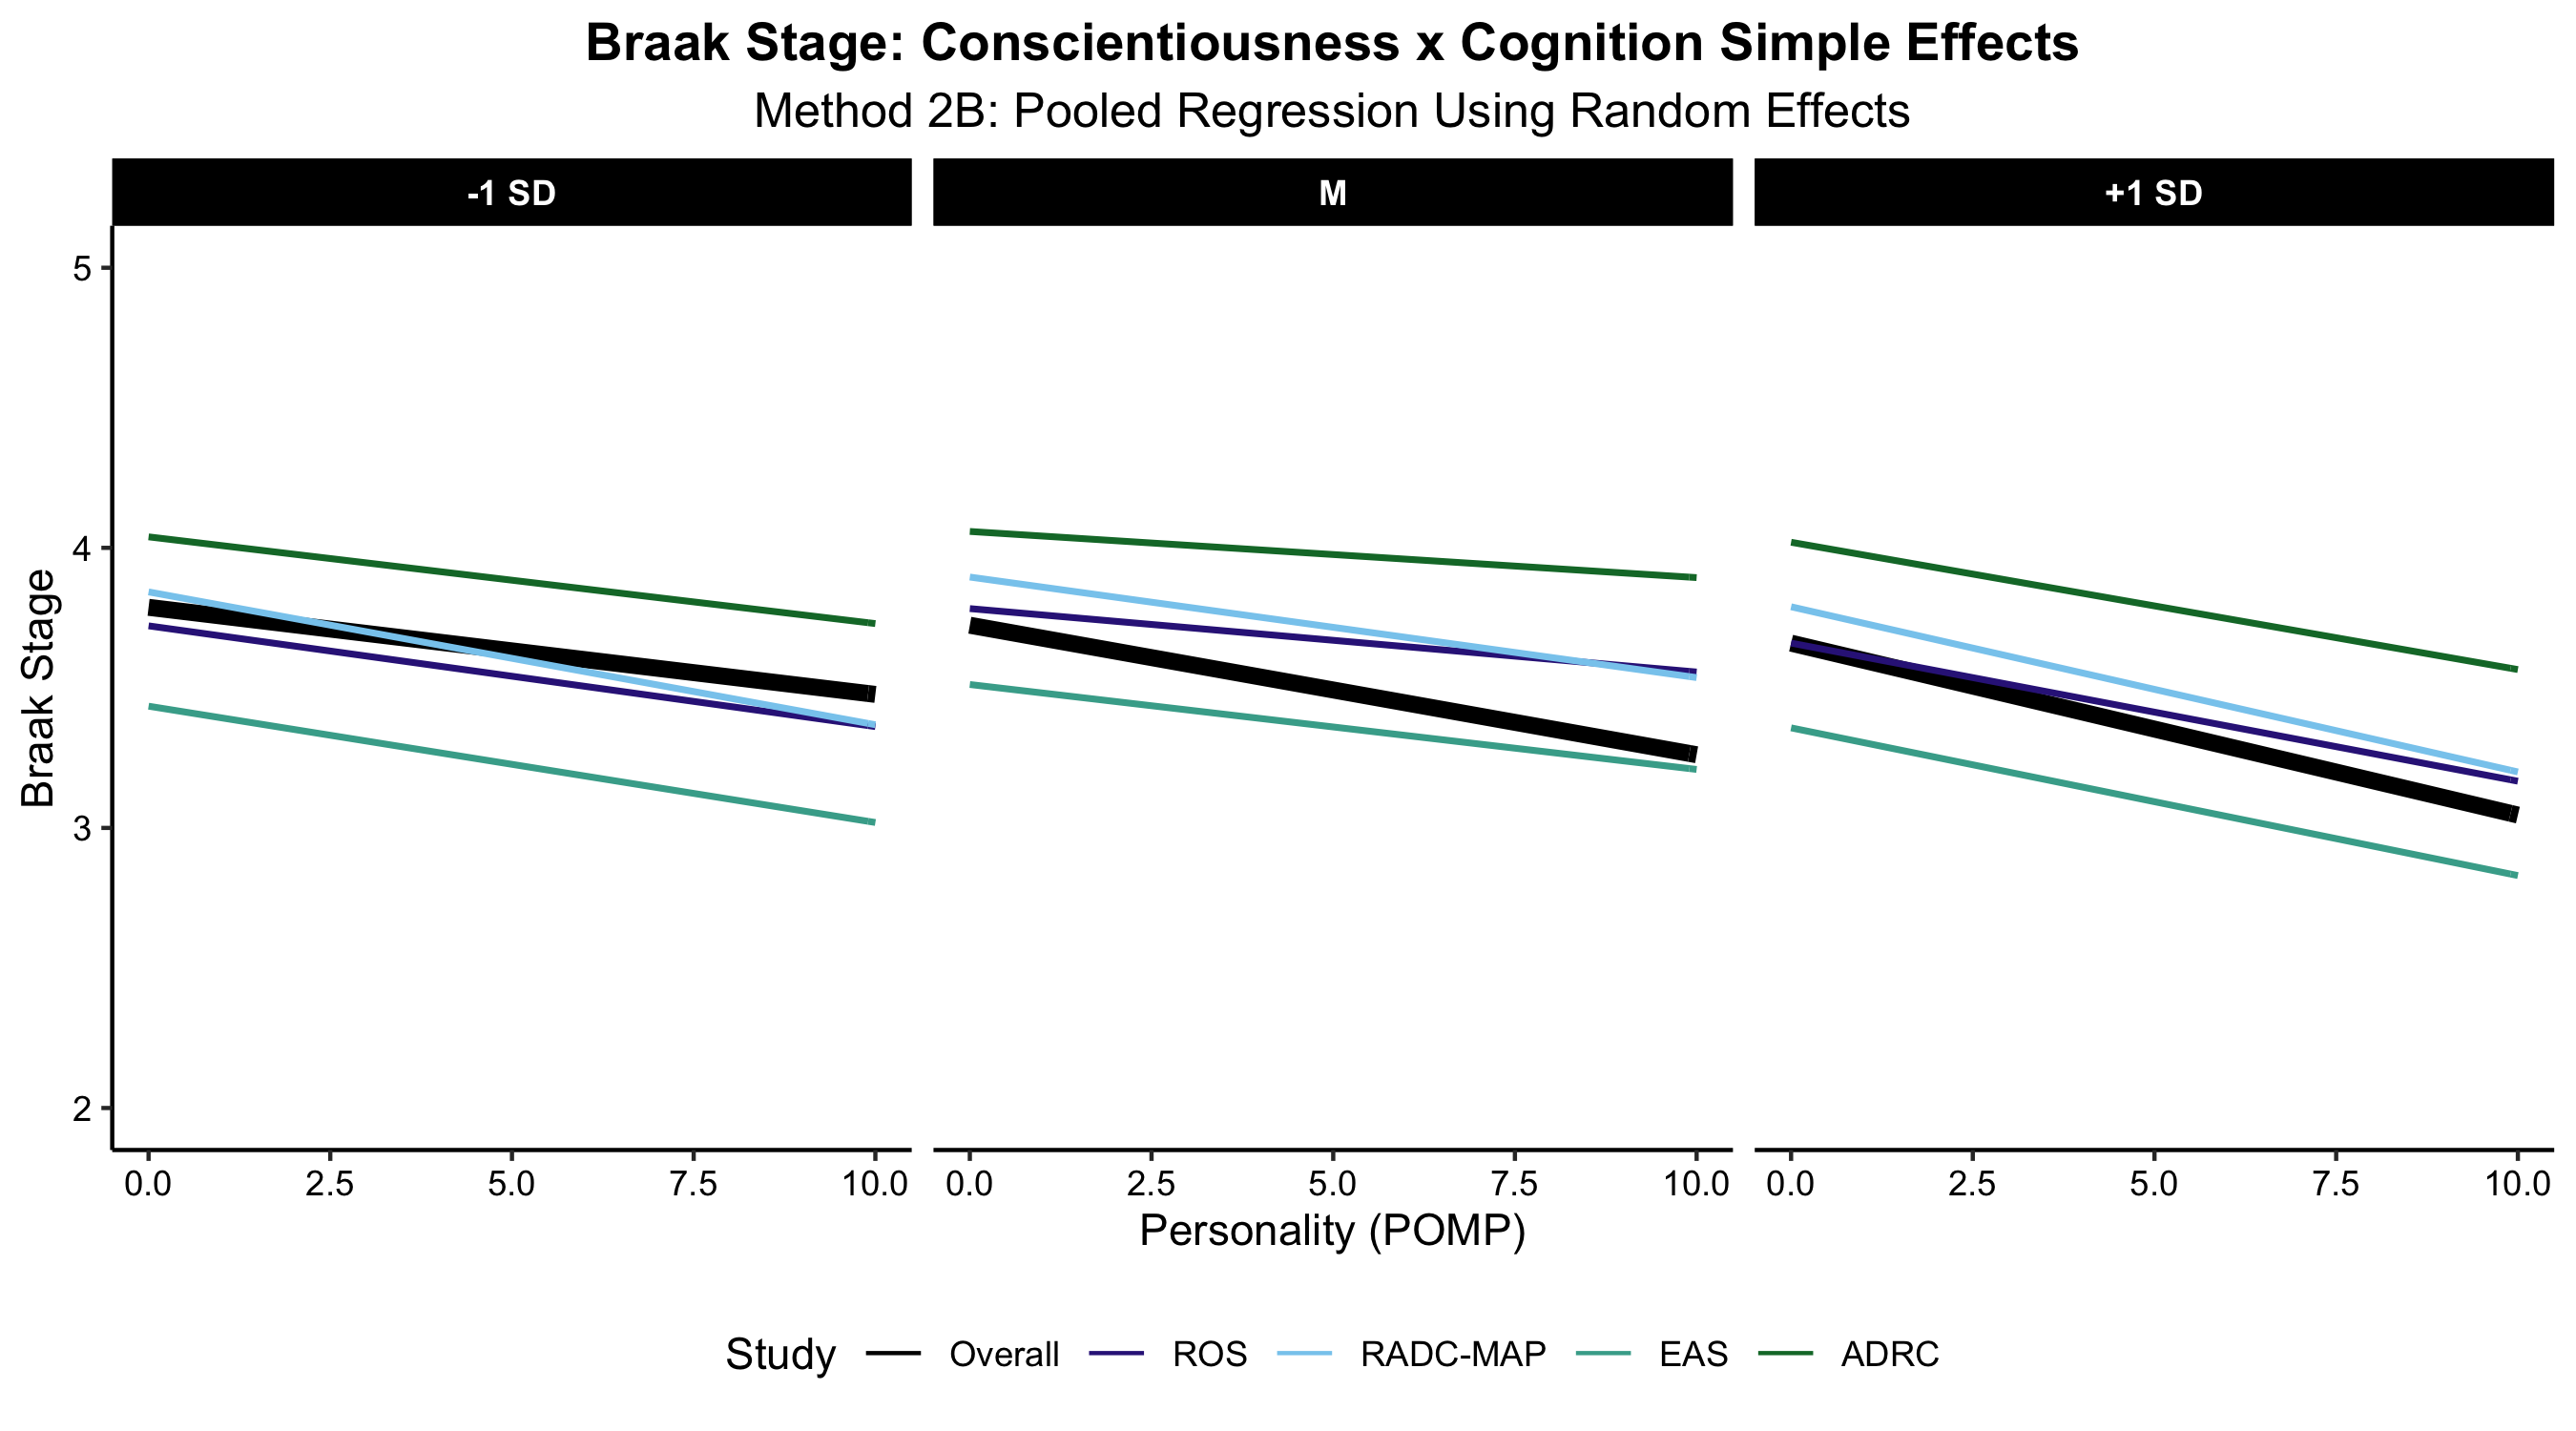 Braak Stage: Conscientiousness x Cognition Simple Effects
Method 2B: Pooled Regression Using Random Effects
-1 SD
M
+1 SD
Braak Stage
5
4
3
2
0.0 2.5 5.0 7.5 10.0
0.0 2.5 5.0 7.5 10.0
0.0 2.5 5.0 7.5 10.0
Personality (POMP)
Study Overall ROS RADC-MAP EAS ADRC